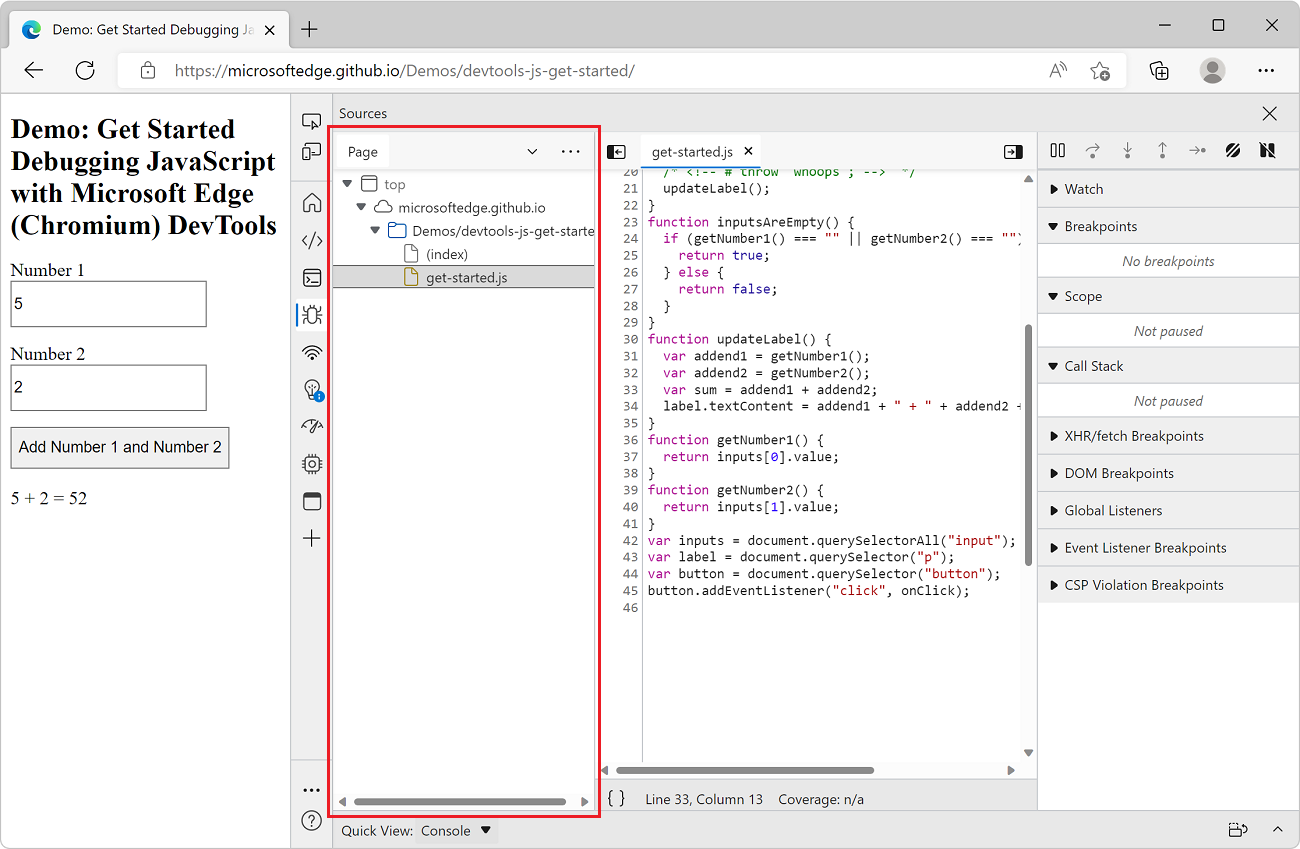 Demo: Get Started Debugging Ja
https://microsoftedge.github.io/Demos/devtools-js-get-started/
Demo: Get Started
Debugging JavaScript
with Microsoft Edge
(Chromium) DevTools
Number 1
5
Number 2
2
Add Number 1 and Number 2
5 + 2 = 52
Sources
Page
top
microsoftedge.github.io
Demos/devtools-js-get-starte
(index)
get-started.js
get-started.js
20 /* <!-- # throw "whoops"; --> */
21 updateLabel();
22 }
23 function inputsAreEmpty() {
24 if (getNumber1() === "" || getNumber2() === "")
25 return true;
26 } else {
27 return false;
28 }
29 }
30 function updateLabel() {
31 var addend1 = getNumber1();
32 var addend2 = getNumber2();
33 var sum = addend1 + addend2;
34 label.textContent = addend1 + " + " + addend2 +
35 }
36 function getNumber1() {
37 return inputs[0].value;
38 }
39 function getNumber2() {
40 return inputs[1].value;
41 }
42 var inputs = document.querySelectorAll("input");
43 var label = document.querySelector("p");
44 var button = document.querySelector("button");
45 button.addEventListener("click", onClick);
46
{ } Line 33, Column 13 Coverage: n/a
Watch
Breakpoints
No breakpoints
Scope
Not paused
Call Stack
Not paused
XHR/fetch Breakpoints
DOM Breakpoints
Global Listeners
Event Listener Breakpoints
CSP Violation Breakpoints
Quick View: Console